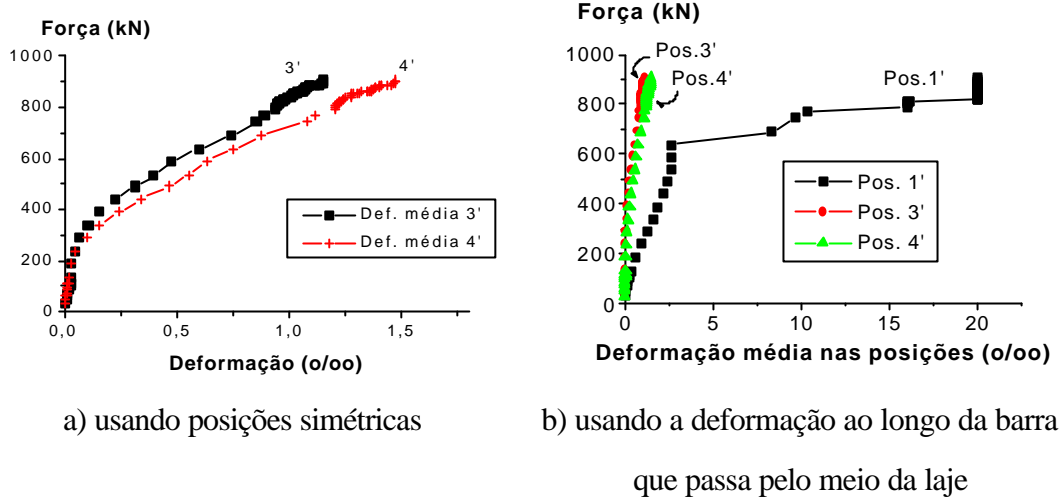 Força (kN)
1000
800
600
400
200
0
0,0
0,5
1,0
1,5
3'
4'
Def. média 3'
Def. média 4'
Deformação (o/oo)
a) usando posições simétricas
Força (kN)
1000
800
600
400
200
0
0
5
10
15
20
Pos.3'
Pos.4'
Pos.1'
Pos. 1'
Pos. 3'
Pos. 4'
Deformação média nas posições (o/oo)
b) usando a deformação ao longo da barra
que passa pelo meio da laje